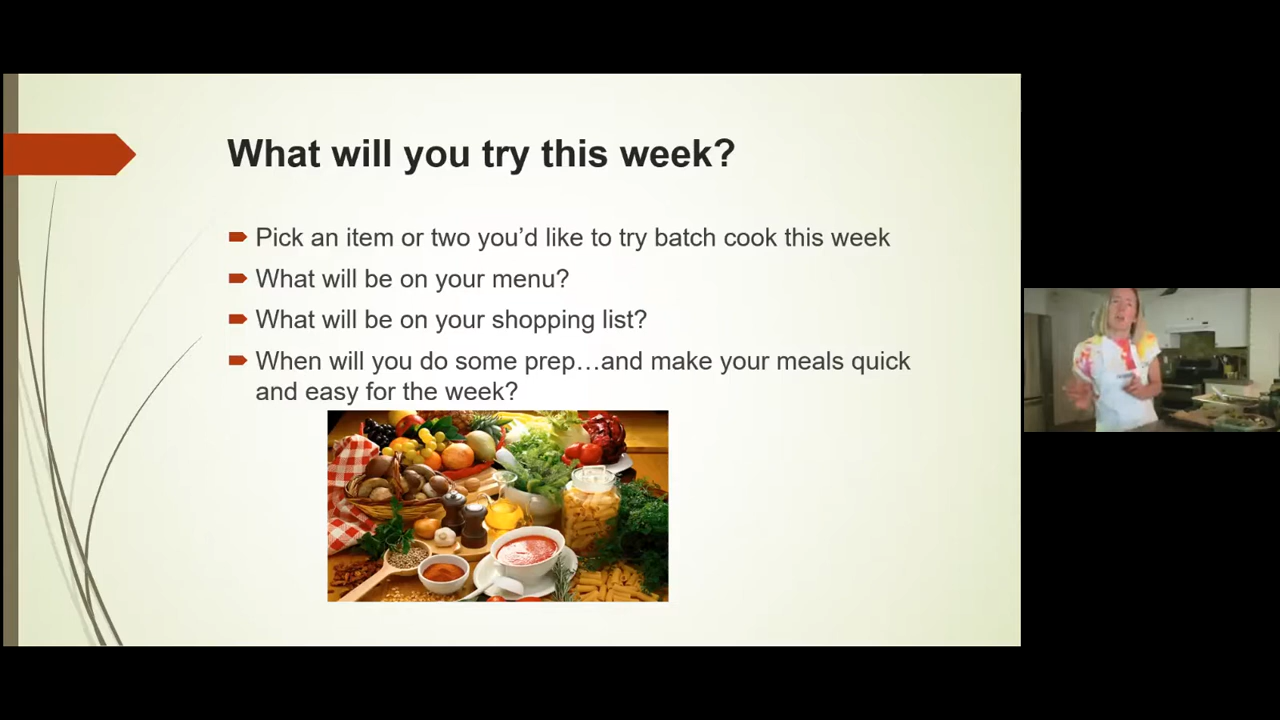 What will you try this week?
Pick an item or two you’d like to try batch cook this week
What will be on your menu?
What will be on your shopping list?
When will you do some prep…and make your meals quick
and easy for the week?